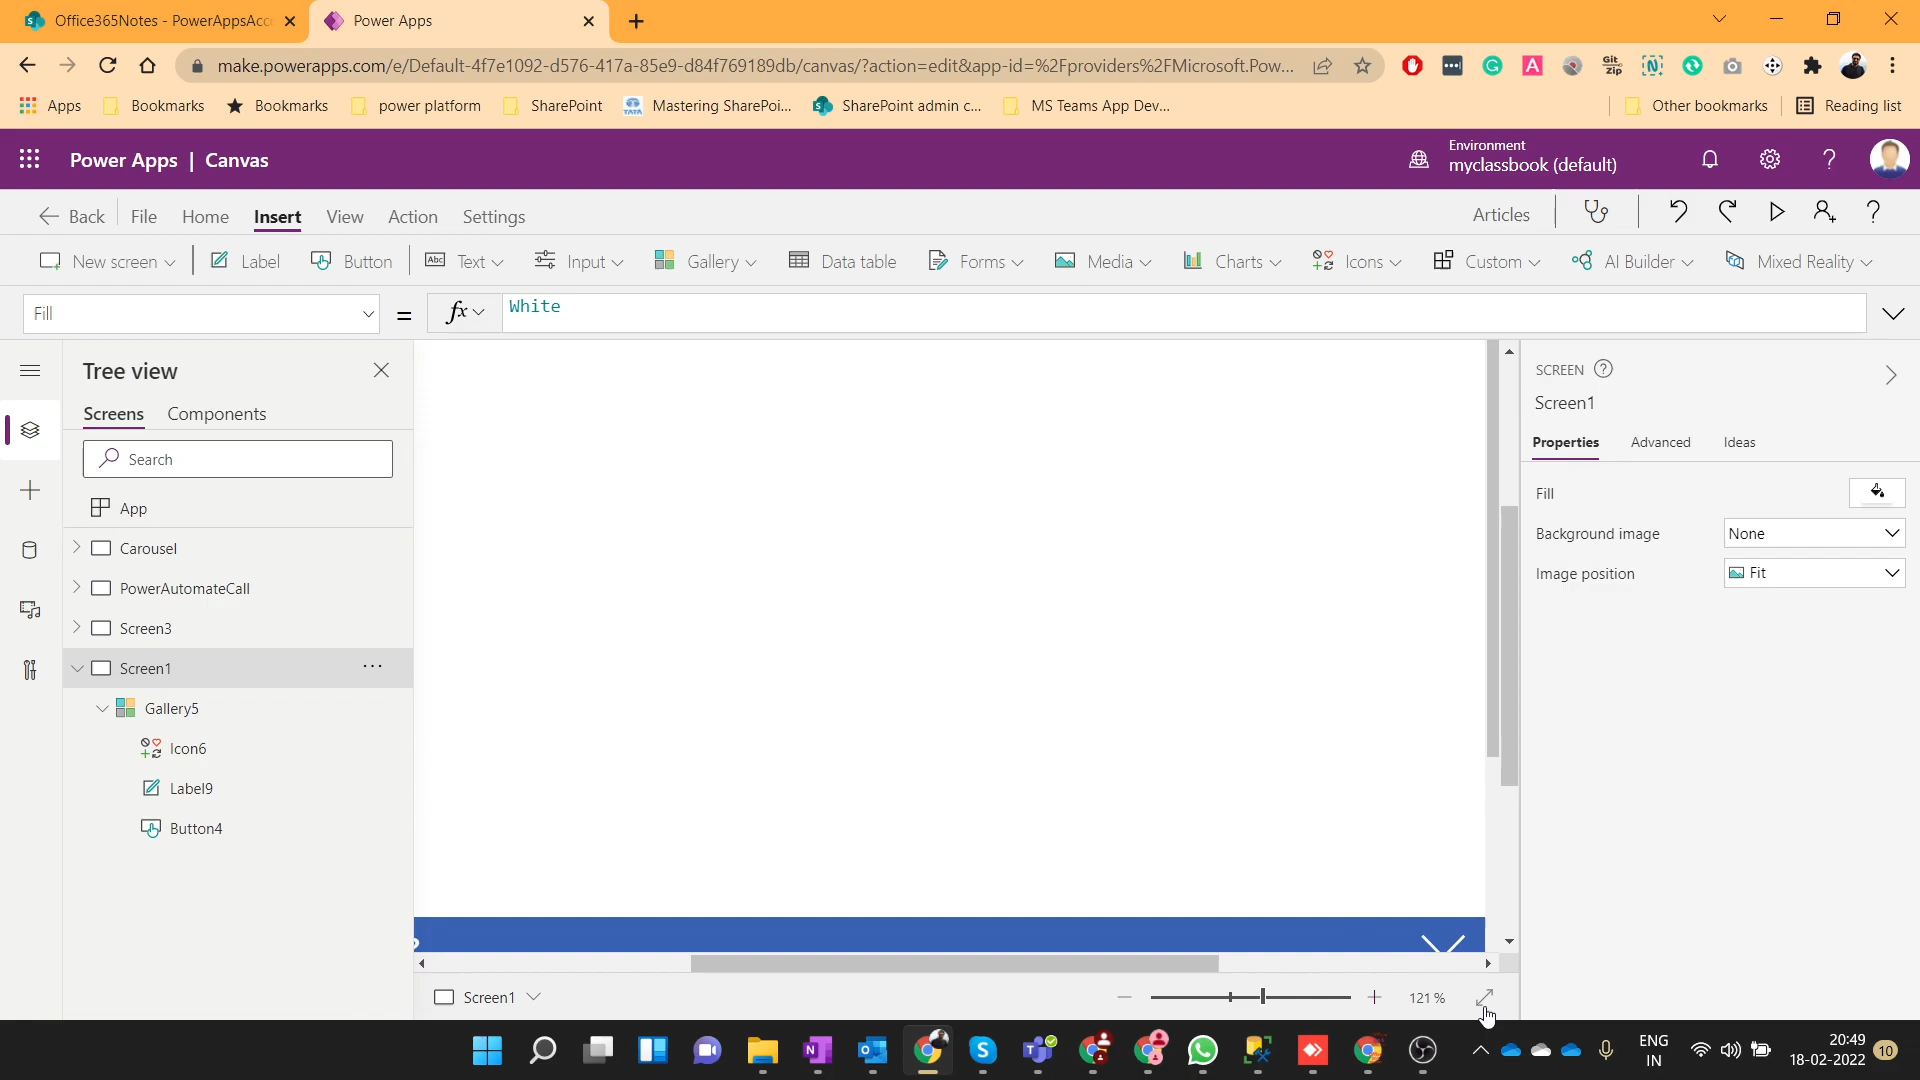 Office365Notes - PowerAppsAcc
Power Apps
make.powerapps.com/e/Default-4f7e1092-d576-417a-85e9-d84f769189db/canvas/?action=edit&app-id=%2Fproviders%2FMicrosoft.Pow...
Apps Bookmarks Bookmarks power platform SharePoint Mastering SharePoi... SharePoint admin c... MS Teams App Dev... Other bookmarks Reading list
Power Apps | Canvas
Environment
myclassbook (default)
Back File Home Insert View Action Settings Articles
New screen Label Button Text Input Gallery Data table Forms Media Charts Icons Custom AI Builder Mixed Reality
Fill = fx White
Tree view
Screens Components
Search
App
Carousel
PowerAutomateCall
Screen3
Screen1 ...
Gallery5
Icon6
Label9
Button4
SCREEN
Screen1
Properties Advanced Ideas
Fill
Background image None
Image position Fit
Screen1 121 %
ENG
IN
20:49
18-02-2022
10